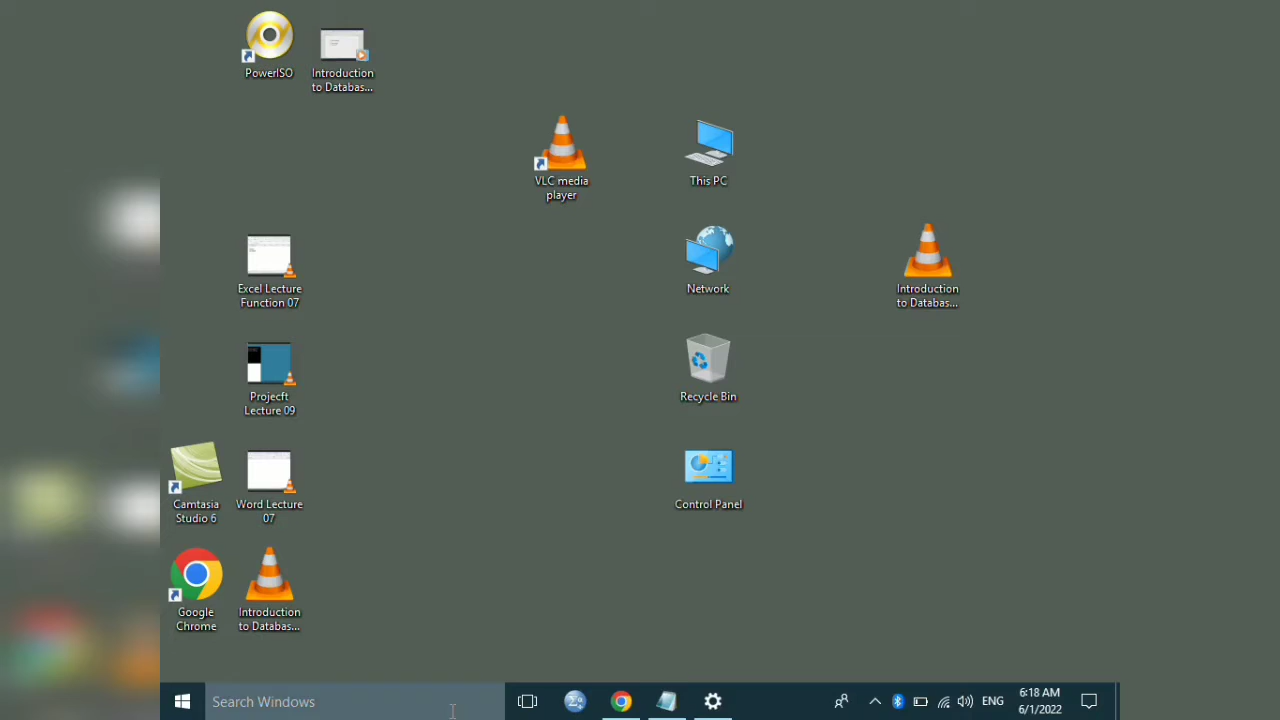 PowerISO
Introduction
to Databas...
VLC media
player
This PC
Excel Lecture
Function 07
Network
Introduction
to Databas...
Projecft
Lecture 09
Recycle Bin
Camtasia
Studio 6
Word Lecture
07
Control Panel
Google
Chrome
Introduction
to Databas...
Search Windows
ENG
6:18 AM
6/1/2022